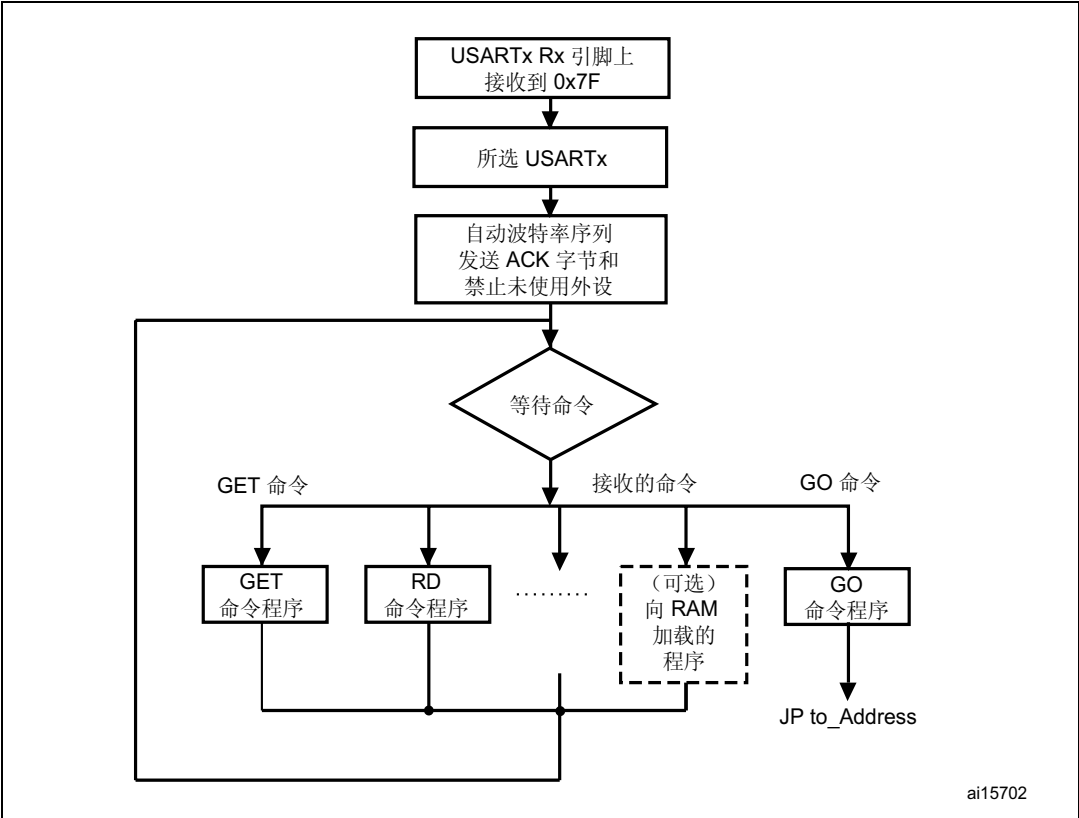 USARTx Rx 引脚上
接收到 0x7F
所选 USARTx
自动波特率序列
发送 ACK 字节和
禁止未使用外设
等待命令
GET 命令
接收的命令
GO 命令
GET
命令程序
RD
命令程序
·········
（可选）
向 RAM
加载的
程序
GO
命令程序
JP to_Address
ai15702